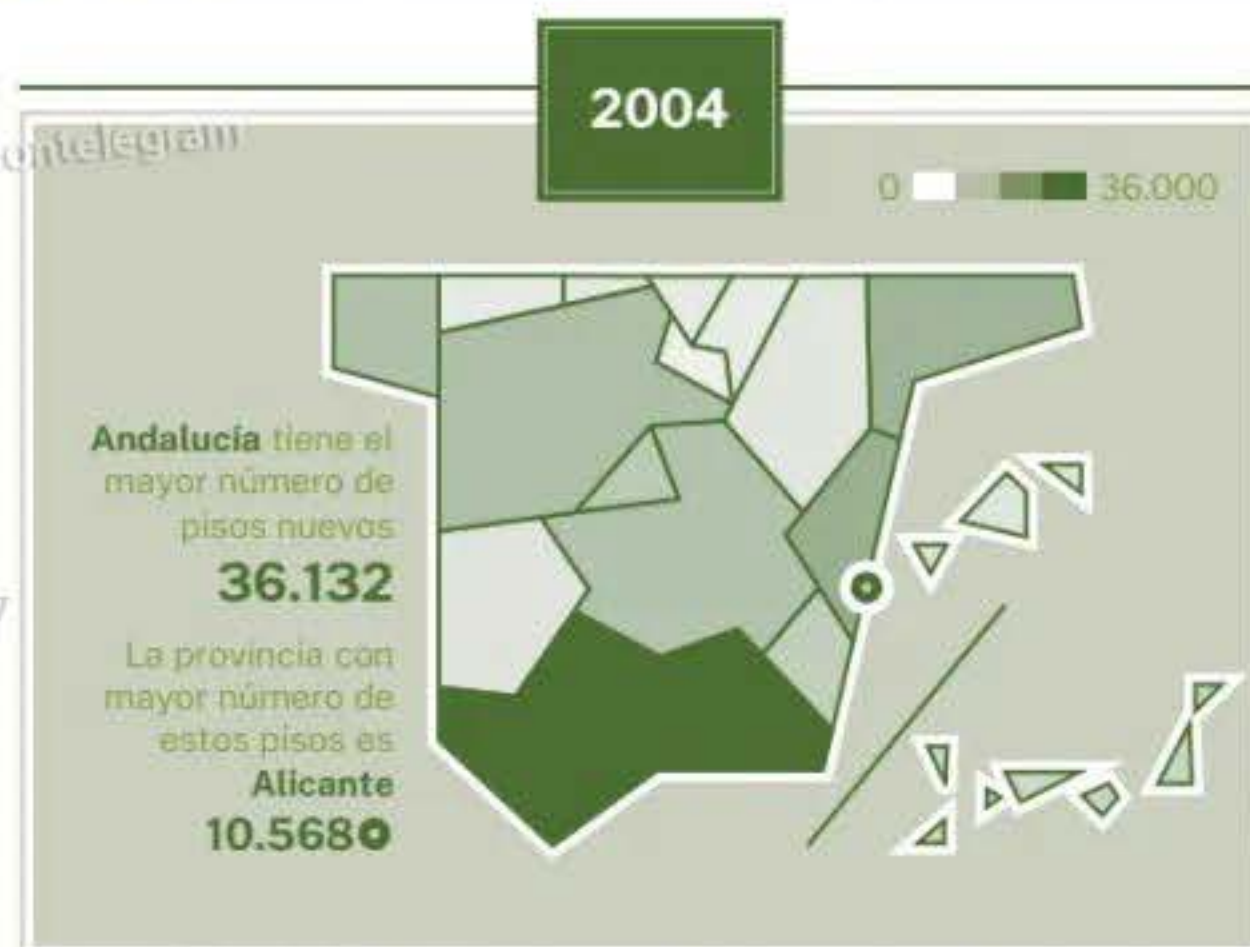 2004
ontelegram
0 36.000
Andalucía tiene el
mayor número de
pisos nuevos
36.132
La provincia con
mayor número de
estos pisos es
Alicante
10.568